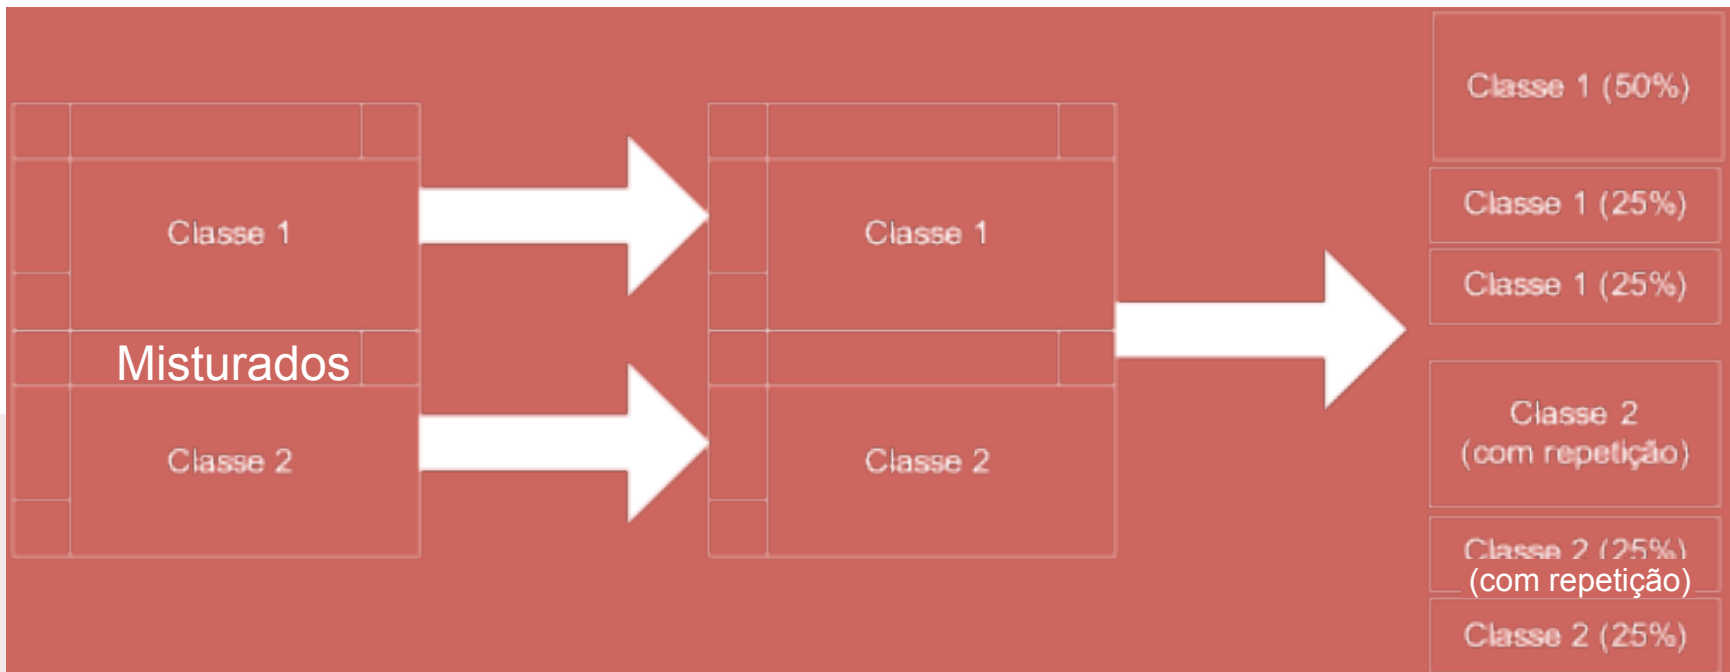 Classe 1
Misturados
Classe 2
Classe 1
Classe 2
Classe 1 (50%)
Classe 1 (25%)
Classe 1 (25%)
Classe 2
(com repetição)
Classe 2 (25%)
(com repetição)
Classe 2 (25%)